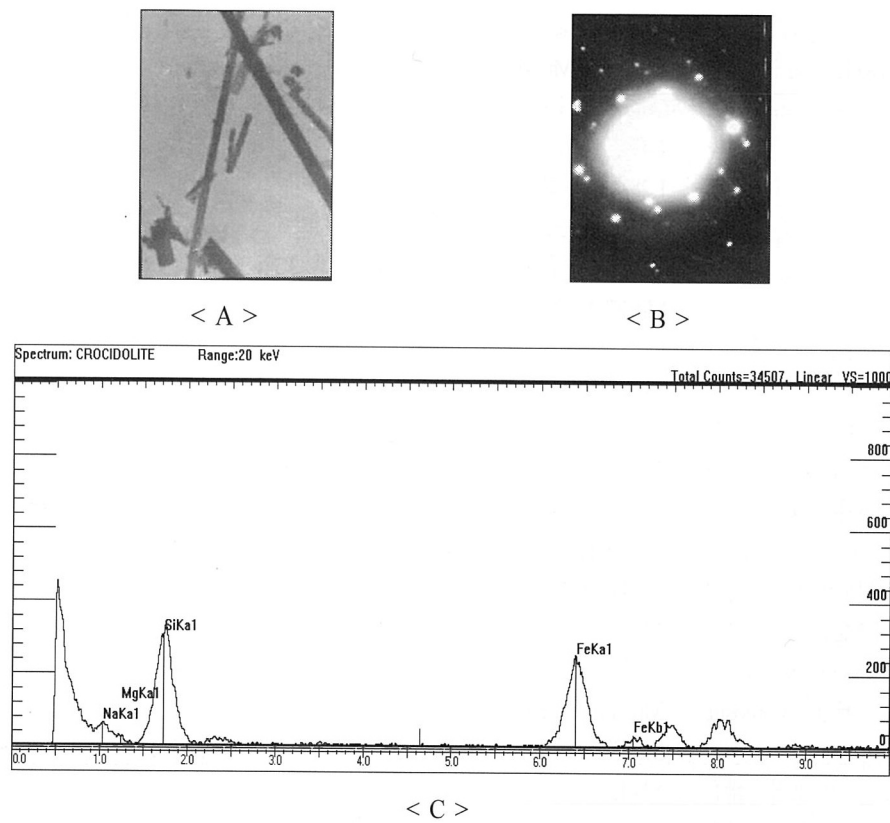 < A >
< B >
Spectrum: CROCIDOLITE Range:20 keV
Total Counts=34507. Linear VS=1000
800
600
400
200
0
SiKa1
MgKa1
NaKa1
FeKa1
FeKb1
0.0 1.0 2.0 3.0 4.0 5.0 6.0 7.0 8.0 9.0
< C >